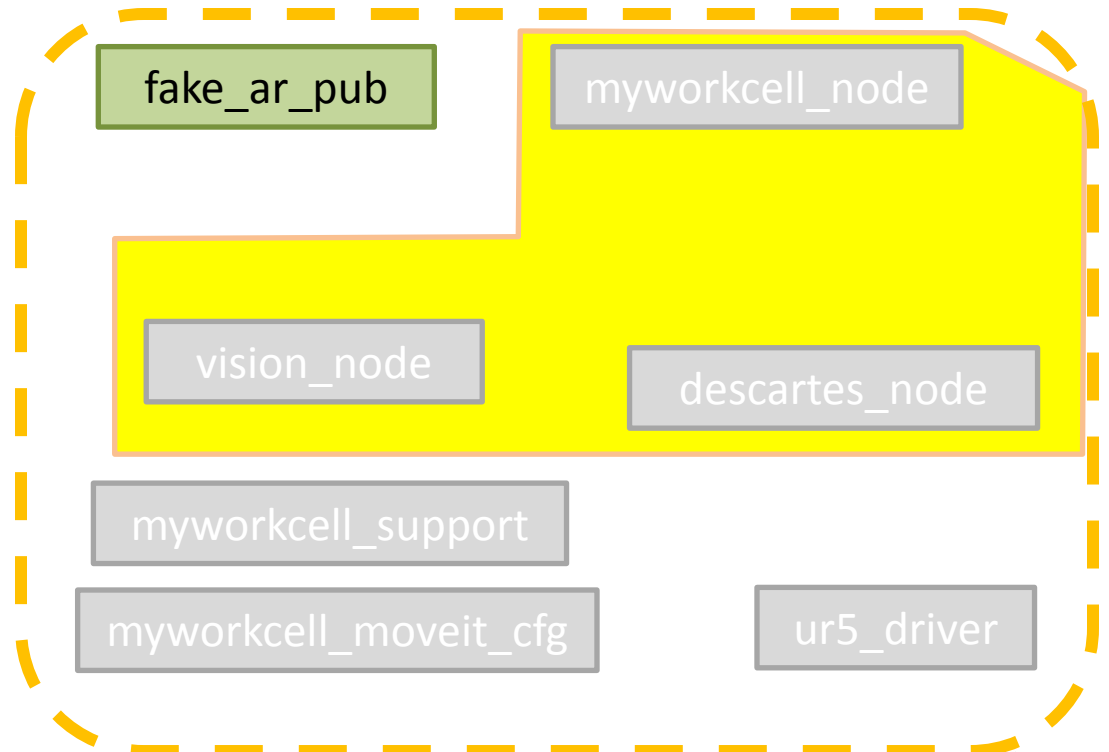 fake_ar_pub
myworkcell_node
vision_node
descartes_node
myworkcell_support
myworkcell_moveit_cfg
ur5_driver